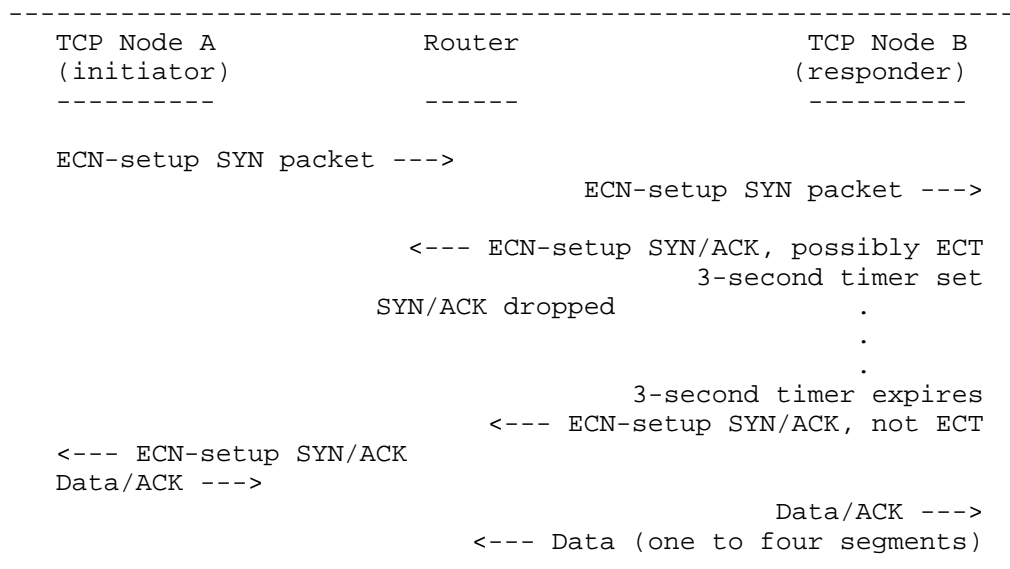 ---------------------------------------------------------------
TCP Node A             Router                  TCP Node B
(initiator)                                    (responder)
----------             ------                  ----------
ECN-setup SYN packet --->
ECN-setup SYN packet --->
<--- ECN-setup SYN/ACK, possibly ECT
3-second timer set
SYN/ACK dropped               .
.
.
3-second timer expires
<--- ECN-setup SYN/ACK, not ECT
<--- ECN-setup SYN/ACK
Data/ACK --->
Data/ACK --->
<--- Data (one to four segments)